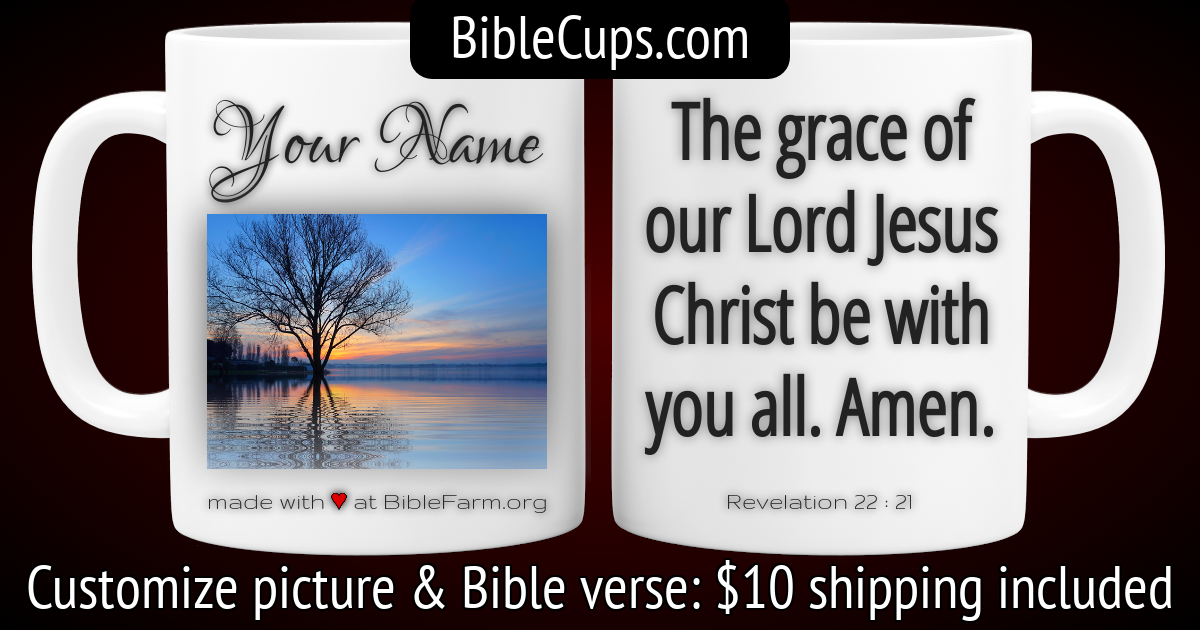 BibleCups.com
Your Name
made with ♥ at BibleFarm.org
The grace of
our Lord Jesus
Christ be with
you all. Amen.
Revelation 22 : 21
Customize picture & Bible verse: $10 shipping included